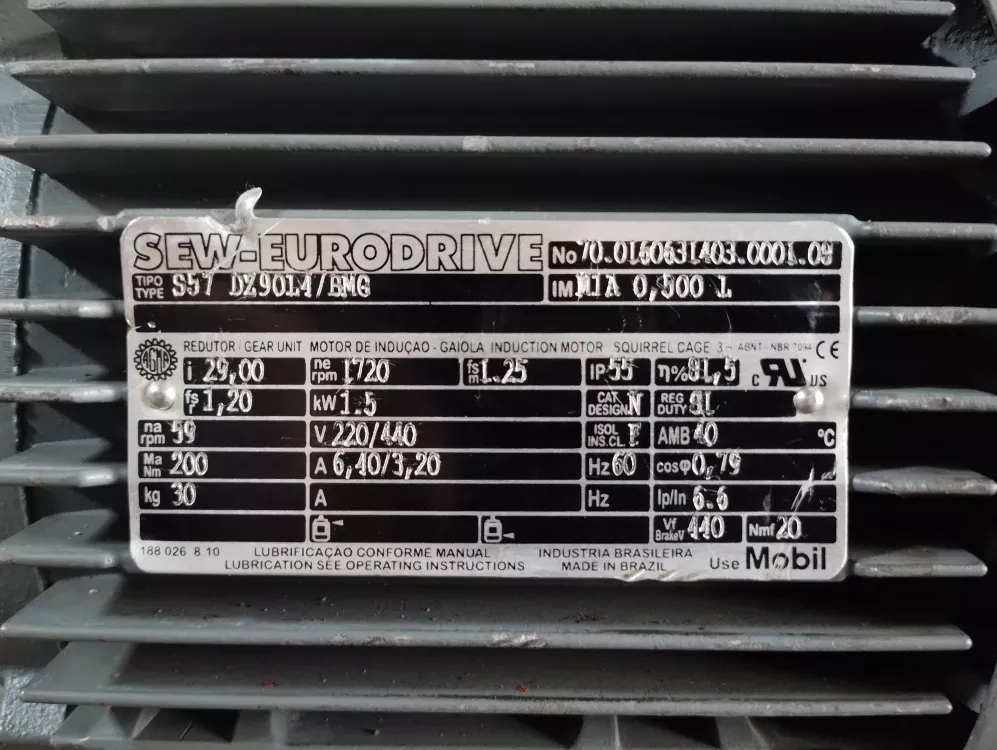 SEW-EURODRIVE No 70.0160631403.0001.09
TIPO TYPE S57 DZ90L4/BMG IM M1A 0,500 L
AGMA REDUTOR / GEAR UNIT MOTOR DE INDUÇAO - GAIOLA INDUCTION MOTOR SQUIRREL CAGE 3 ~ ABNT - NBR 7094 CE
i 29,00 ne rpm 1720 fs m 1.25 IP 55 η% 81,5 c RU US
fs r 1,20 kW 1.5 CAT. DESIGN N REG DUTY S1
na rpm 59 V 220/440 ISOL INS.CL. F AMB 40 °C
Ma Nm 200 A 6,40/3,20 Hz 60 cosφ 0,79
kg 30 A Hz Ip/In 6.6
Vf BrakeV 440 Nmf 20
188 026 8.10 LUBRIFICAÇAO CONFORME MANUAL INDUSTRIA BRASILEIRA
LUBRICATION SEE OPERATING INSTRUCTIONS MADE IN BRAZIL Use Mobil